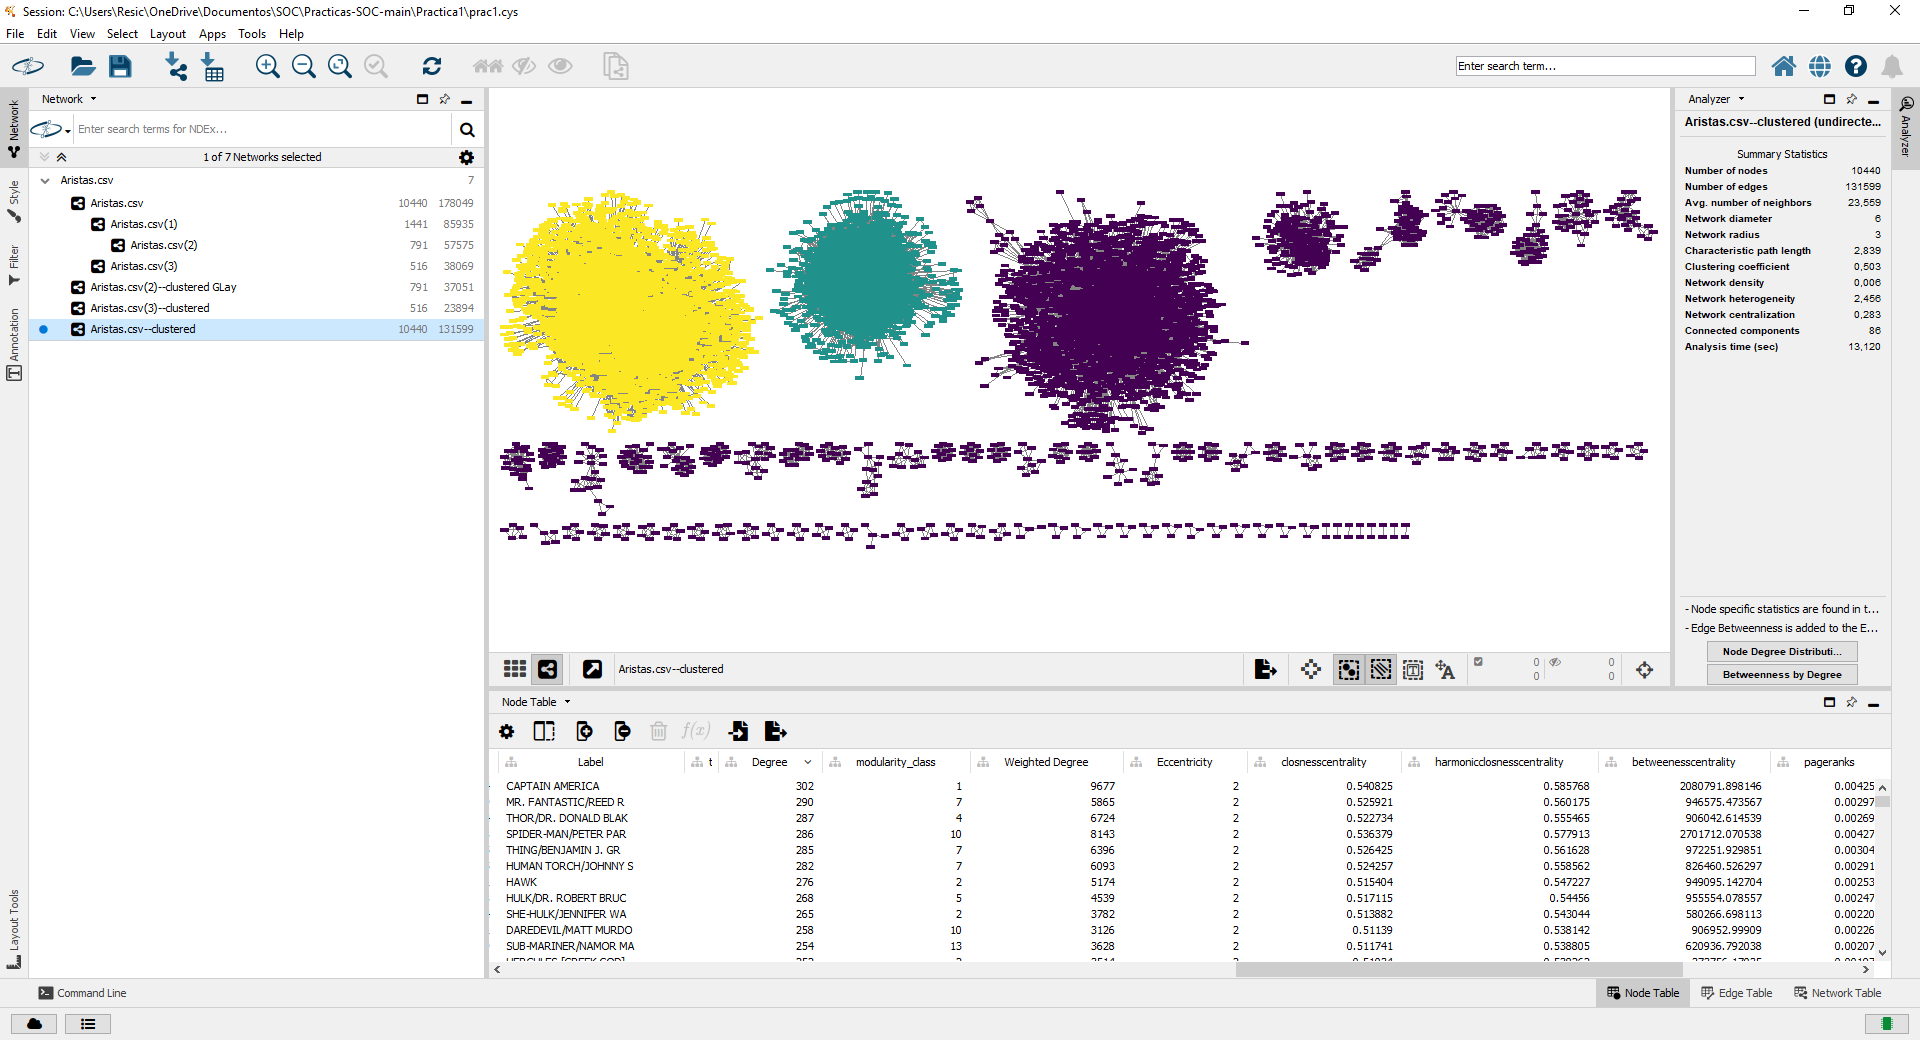 Session: C:\Users\Resic\OneDrive\Documentos\SOC\Practicas-SOC-main\Practica1\prac1.cys
File Edit View Select Layout Apps Tools Help
Enter search term...
Network
Enter search terms for NDEx...
1 of 7 Networks selected
Aristas.csv 7
Aristas.csv 10440 178049
Aristas.csv(1) 1441 85935
Aristas.csv(2) 791 57575
Aristas.csv(3) 516 38069
Aristas.csv(2)--clustered GLay 791 37051
Aristas.csv(3)--clustered 516 23894
Aristas.csv--clustered 10440 131599
Network
Style
Filter
Annotation
Layout Tools
Analyzer
Aristas.csv--clustered (undirecte...
Summary Statistics
Number of nodes 10440
Number of edges 131599
Avg. number of neighbors 23,559
Network diameter 6
Network radius 3
Characteristic path length 2,839
Clustering coefficient 0,503
Network density 0,006
Network heterogeneity 2,456
Network centralization 0,283
Connected components 86
Analysis time (sec) 13,120
- Node specific statistics are found in t...
- Edge Betweenness is added to the E...
Node Degree Distributi...
Betweenness by Degree
Analyzer
Aristas.csv--clustered
0 0
0 0
Node Table
f(x)
Label t Degree modularity_class Weighted Degree Eccentricity closnesscentrality harmonicclosnesscentrality betweenesscentrality pageranks
CAPTAIN AMERICA 302 1 9677 2 0.540825 0.585768 2080791.898146 0.00425
MR. FANTASTIC/REED R 290 7 5865 2 0.525921 0.560175 946575.473567 0.00297
THOR/DR. DONALD BLAK 287 4 6724 2 0.522734 0.555465 906042.614539 0.00269
SPIDER-MAN/PETER PAR 286 10 8143 2 0.536379 0.577913 2701712.070538 0.00427
THING/BENJAMIN J. GR 285 7 6396 2 0.526425 0.561628 972251.929851 0.00304
HUMAN TORCH/JOHNNY S 282 7 6093 2 0.524257 0.558562 826460.526297 0.00291
HAWK 276 2 5174 2 0.515404 0.547227 949095.142704 0.00253
HULK/DR. ROBERT BRUC 268 5 4539 2 0.517115 0.54456 955554.078557 0.00247
SHE-HULK/JENNIFER WA 265 2 3782 2 0.513882 0.543044 580266.698113 0.00220
DAREDEVIL/MATT MURDO 258 10 3126 2 0.51139 0.538142 906952.99909 0.00226
SUB-MARINER/NAMOR MA 254 13 3628 2 0.511741 0.538805 620936.792038 0.00207
Command Line
Node Table Edge Table Network Table